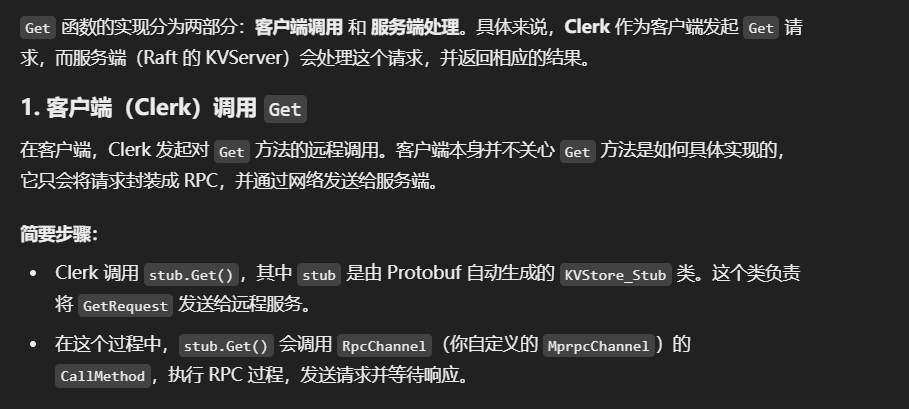 Get 函数的实现分为两部分：客户端调用 和 服务端处理。具体来说，Clerk 作为客户端发起 Get 请
求，而服务端（Raft 的 KVServer）会处理这个请求，并返回相应的结果。
1. 客户端（Clerk）调用 Get
在客户端，Clerk 发起对 Get 方法的远程调用。客户端本身并不关心 Get 方法是如何具体实现的，
它只会将请求封装成 RPC，并通过网络发送给服务端。
简要步骤：
• Clerk 调用 stub.Get()，其中 stub 是由 Protobuf 自动生成的 KVStore_Stub 类。这个类负责
将 GetRequest 发送给远程服务。
• 在这个过程中，stub.Get() 会调用 RpcChannel（你自定义的 MprpcChannel）的
CallMethod，执行 RPC 过程，发送请求并等待响应。